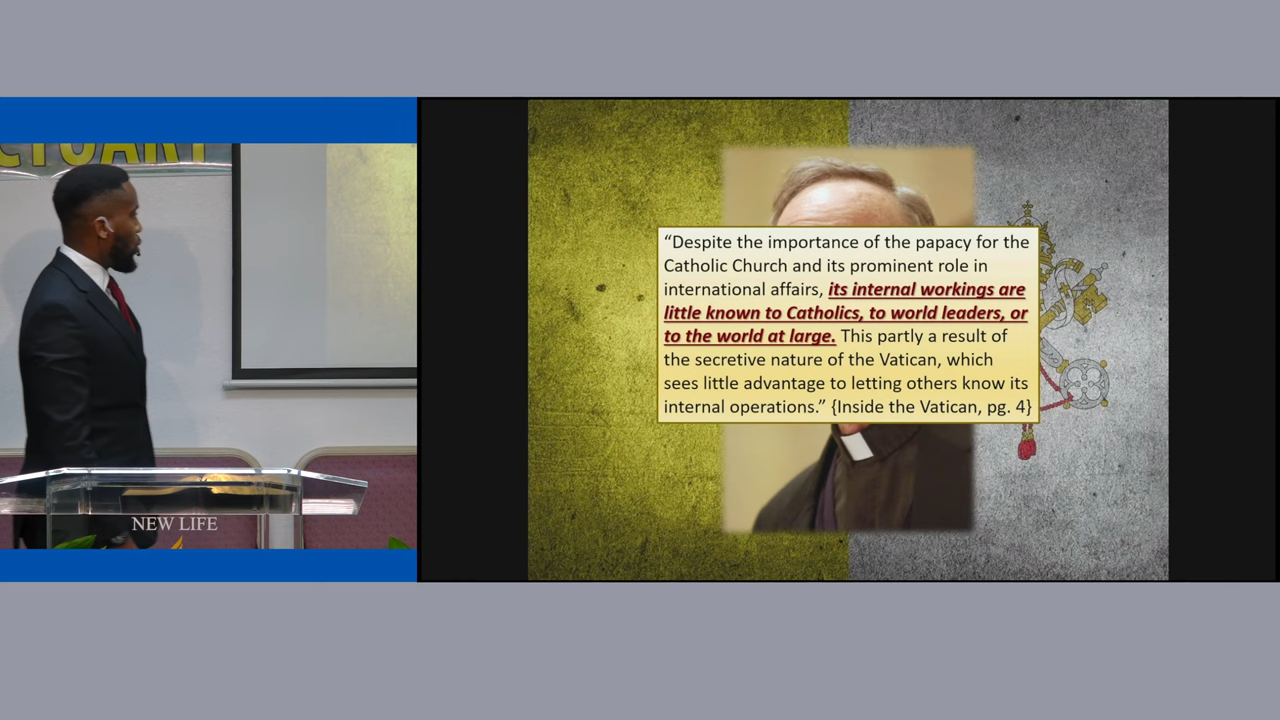 “Despite the importance of the papacy for the
Catholic Church and its prominent role in
international affairs, its internal workings are
little known to Catholics, to world leaders, or
to the world at large. This partly a result of
the secretive nature of the Vatican, which
sees little advantage to letting others know its
internal operations.” {Inside the Vatican, pg. 4}
NEW LIFE